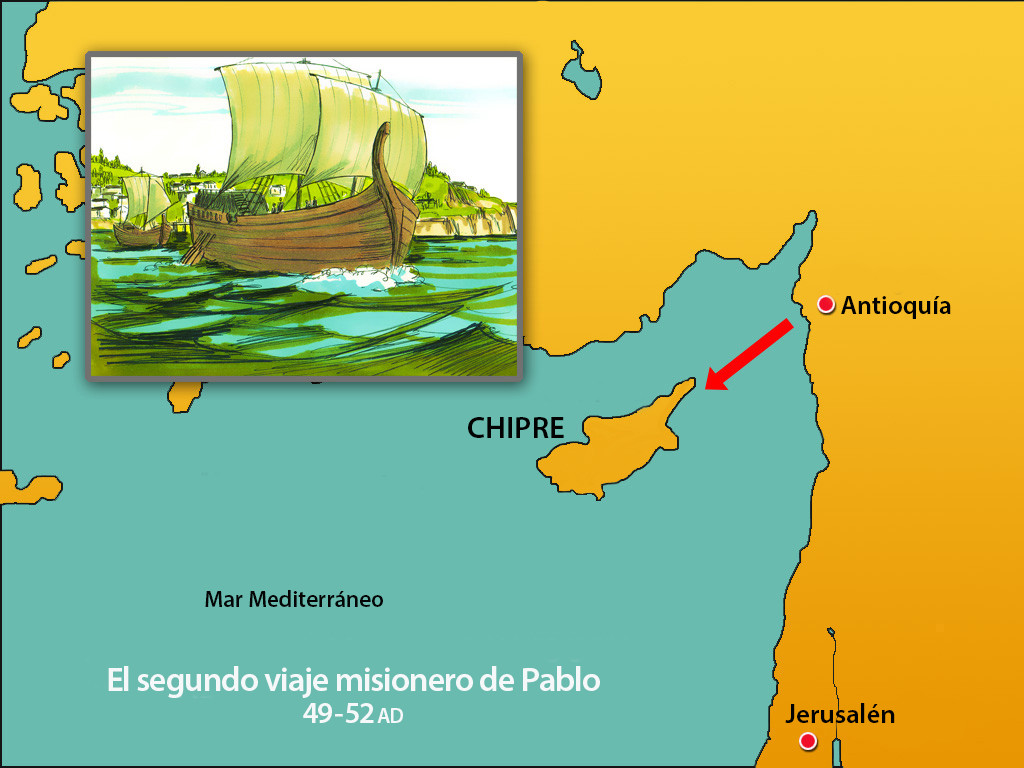 Antioquía
CHIPRE
Mar Mediterráneo
El segundo viaje misionero de Pablo
49-52 AD
Jerusalén